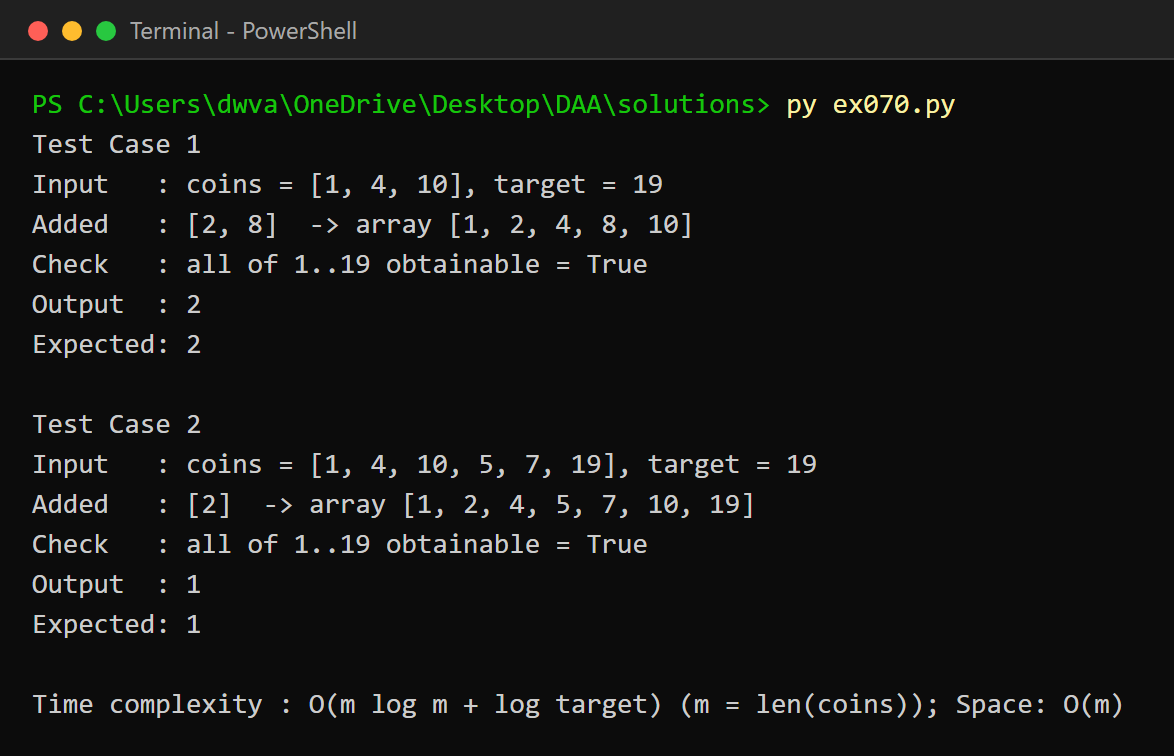 Terminal - PowerShell
PS C:\Users\dwva\OneDrive\Desktop\DAA\solutions> py ex070.py
Test Case 1
Input   : coins = [1, 4, 10], target = 19
Added   : [2, 8]  -> array [1, 2, 4, 8, 10]
Check   : all of 1..19 obtainable = True
Output  : 2
Expected: 2
Test Case 2
Input   : coins = [1, 4, 10, 5, 7, 19], target = 19
Added   : [2]  -> array [1, 2, 4, 5, 7, 10, 19]
Check   : all of 1..19 obtainable = True
Output  : 1
Expected: 1
Time complexity : O(m log m + log target) (m = len(coins)); Space: O(m)